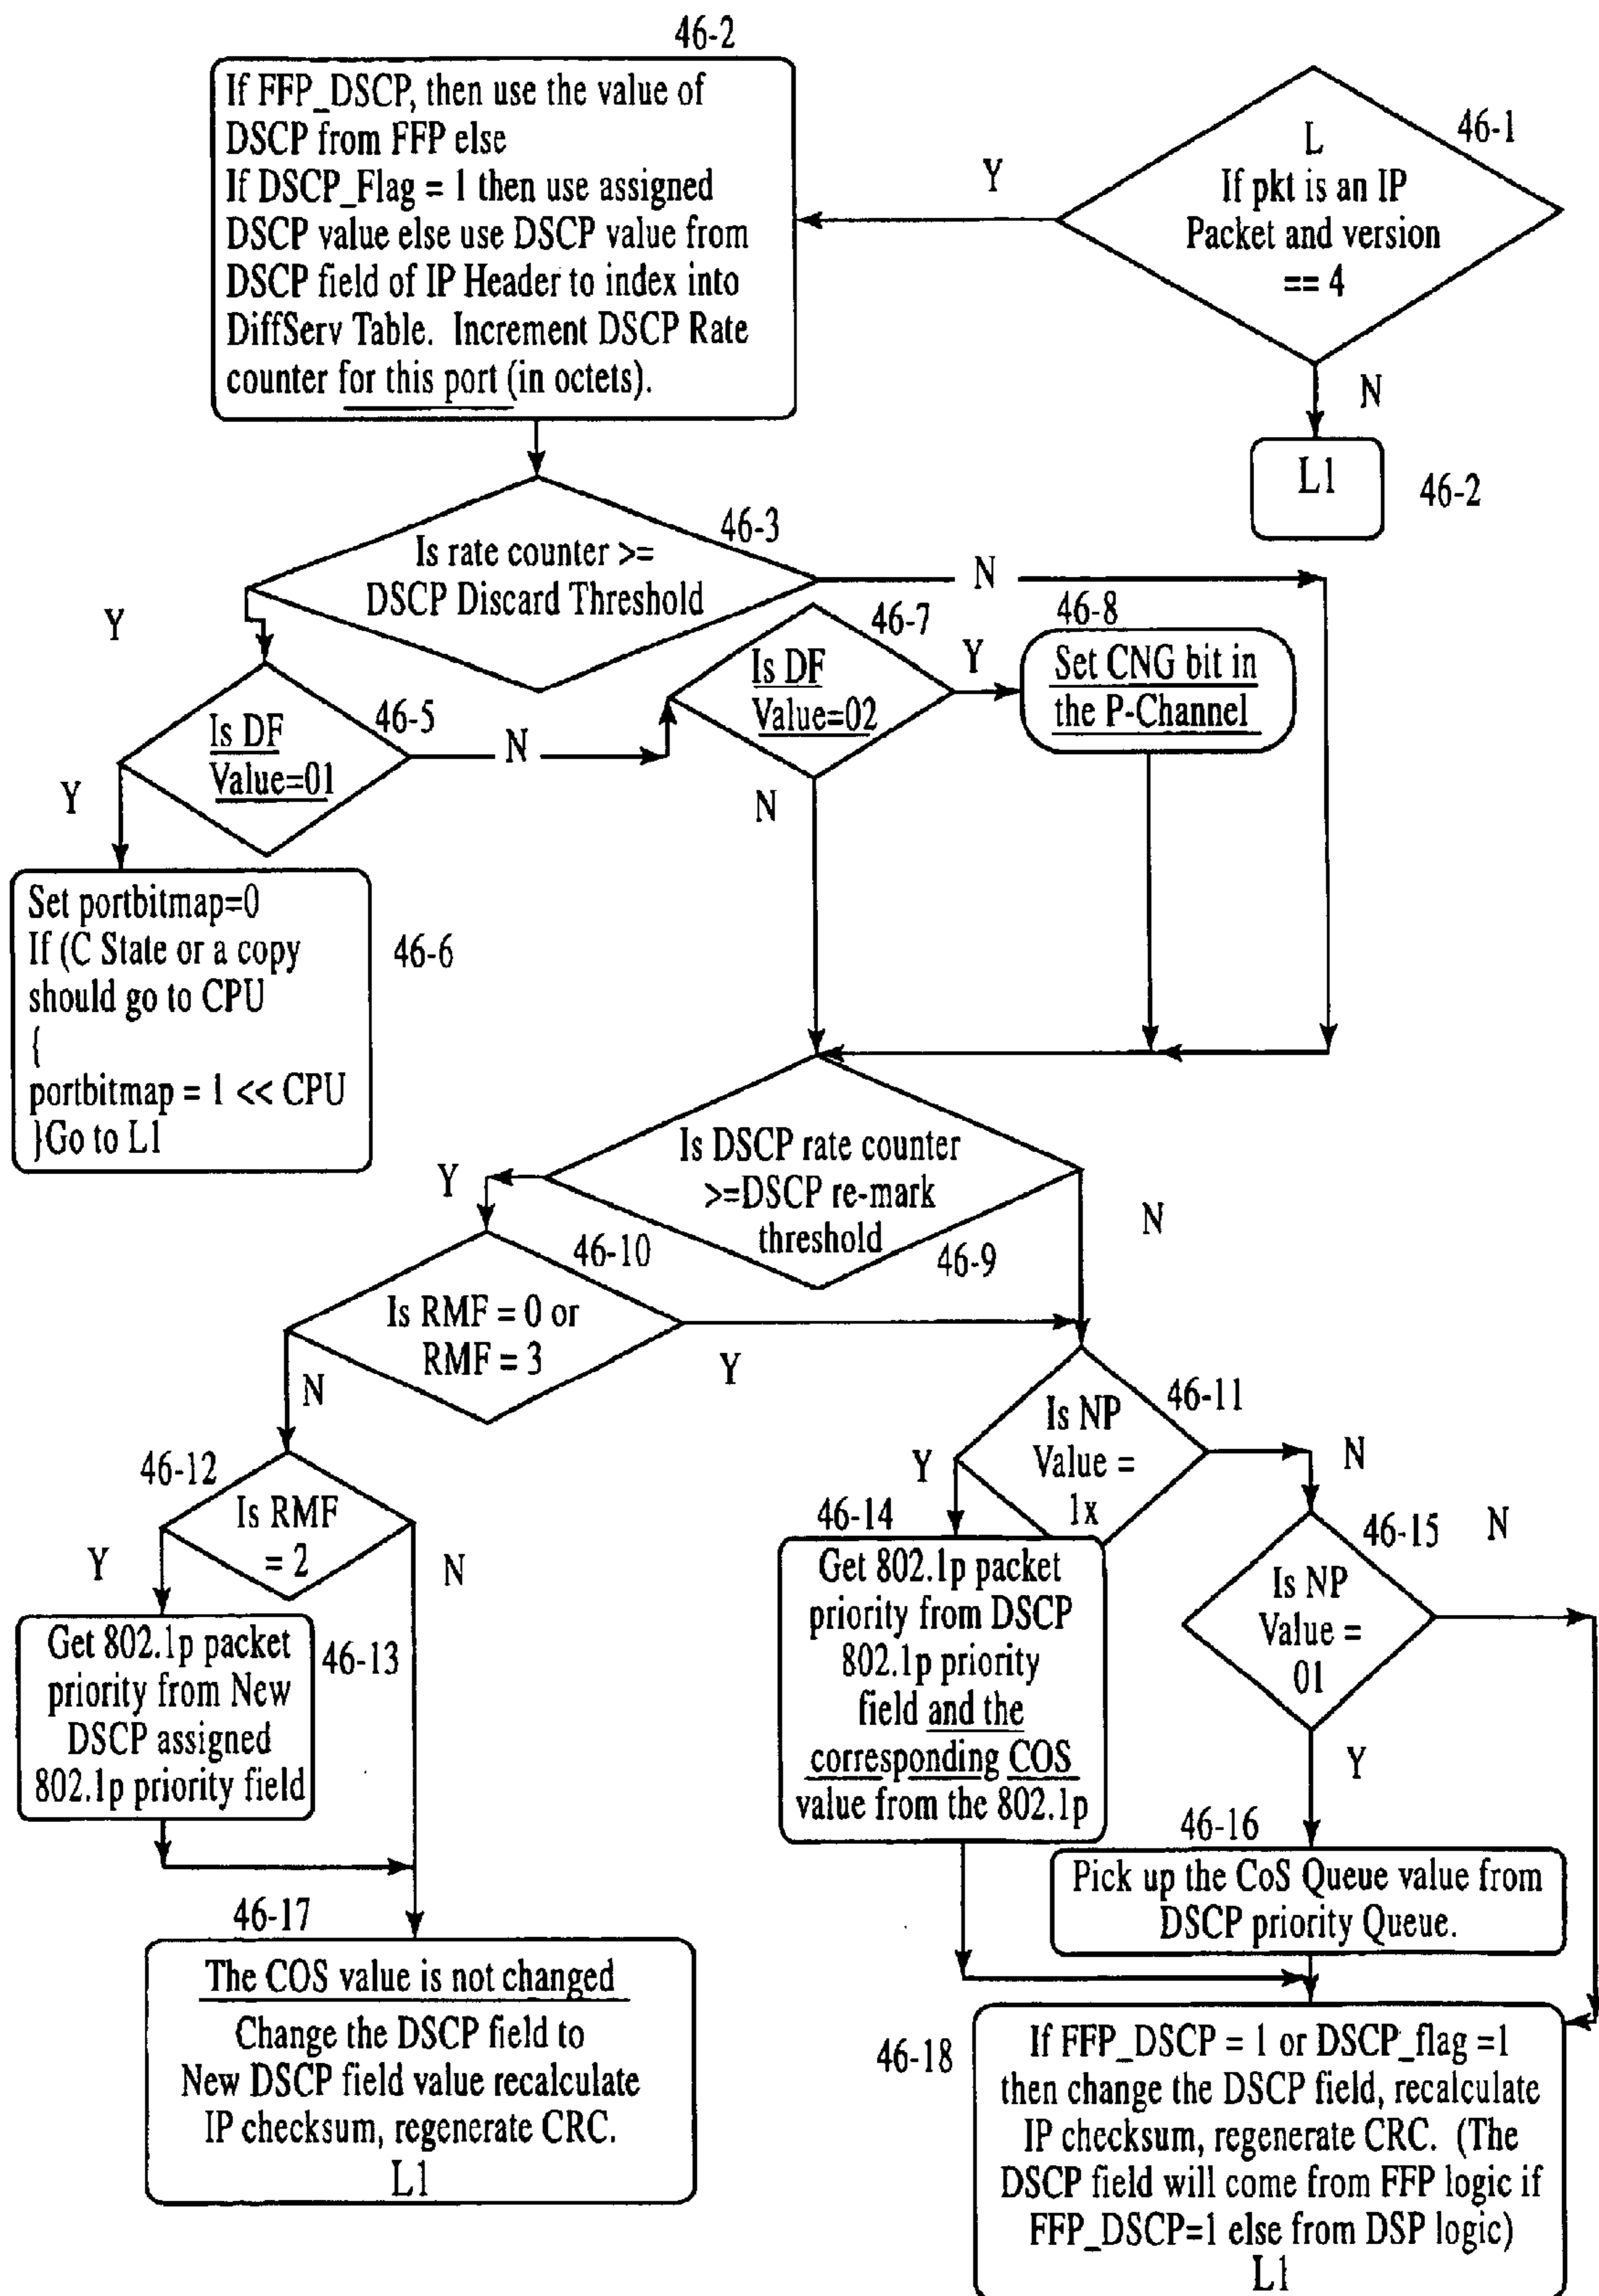 46-2
If FFP_DSCP, then use the value of
DSCP from FFP else
If DSCP_Flag = 1 then use assigned
DSCP value else use DSCP value from
DSCP field of IP Header to index into
DiffServ Table. Increment DSCP Rate
counter for this port (in octets).
46-1
L
If pkt is an IP
Packet and version
== 4
Y
N
L1
46-2
46-3
Is rate counter >=
DSCP Discard Threshold
N
Y
46-5
Is DF
Value=01
N
Y
46-7
Is DF
Value=02
Y
N
46-8
Set CNG bit in
the P-Channel
Set portbitmap=0
If (C State or a copy
should go to CPU
{
portbitmap = 1 << CPU
}Go to L1
46-6
Is DSCP rate counter
>=DSCP re-mark
threshold
46-9
Y
N
46-10
Is RMF = 0 or
RMF = 3
Y
N
46-11
Is NP
Value =
1x
Y
N
46-12
Is RMF
= 2
Y
N
46-13
Get 802.1p packet
priority from New
DSCP assigned
802.1p priority field
46-14
Get 802.1p packet
priority from DSCP
802.1p priority
field and the
corresponding COS
value from the 802.1p
46-15
Is NP
Value =
01
N
Y
46-16
Pick up the CoS Queue value from
DSCP priority Queue.
46-17
The COS value is not changed
Change the DSCP field to
New DSCP field value recalculate
IP checksum, regenerate CRC.
L1
46-18
If FFP_DSCP = 1 or DSCP_flag =1
then change the DSCP field, recalculate
IP checksum, regenerate CRC. (The
DSCP field will come from FFP logic if
FFP_DSCP=1 else from DSP logic)
L1